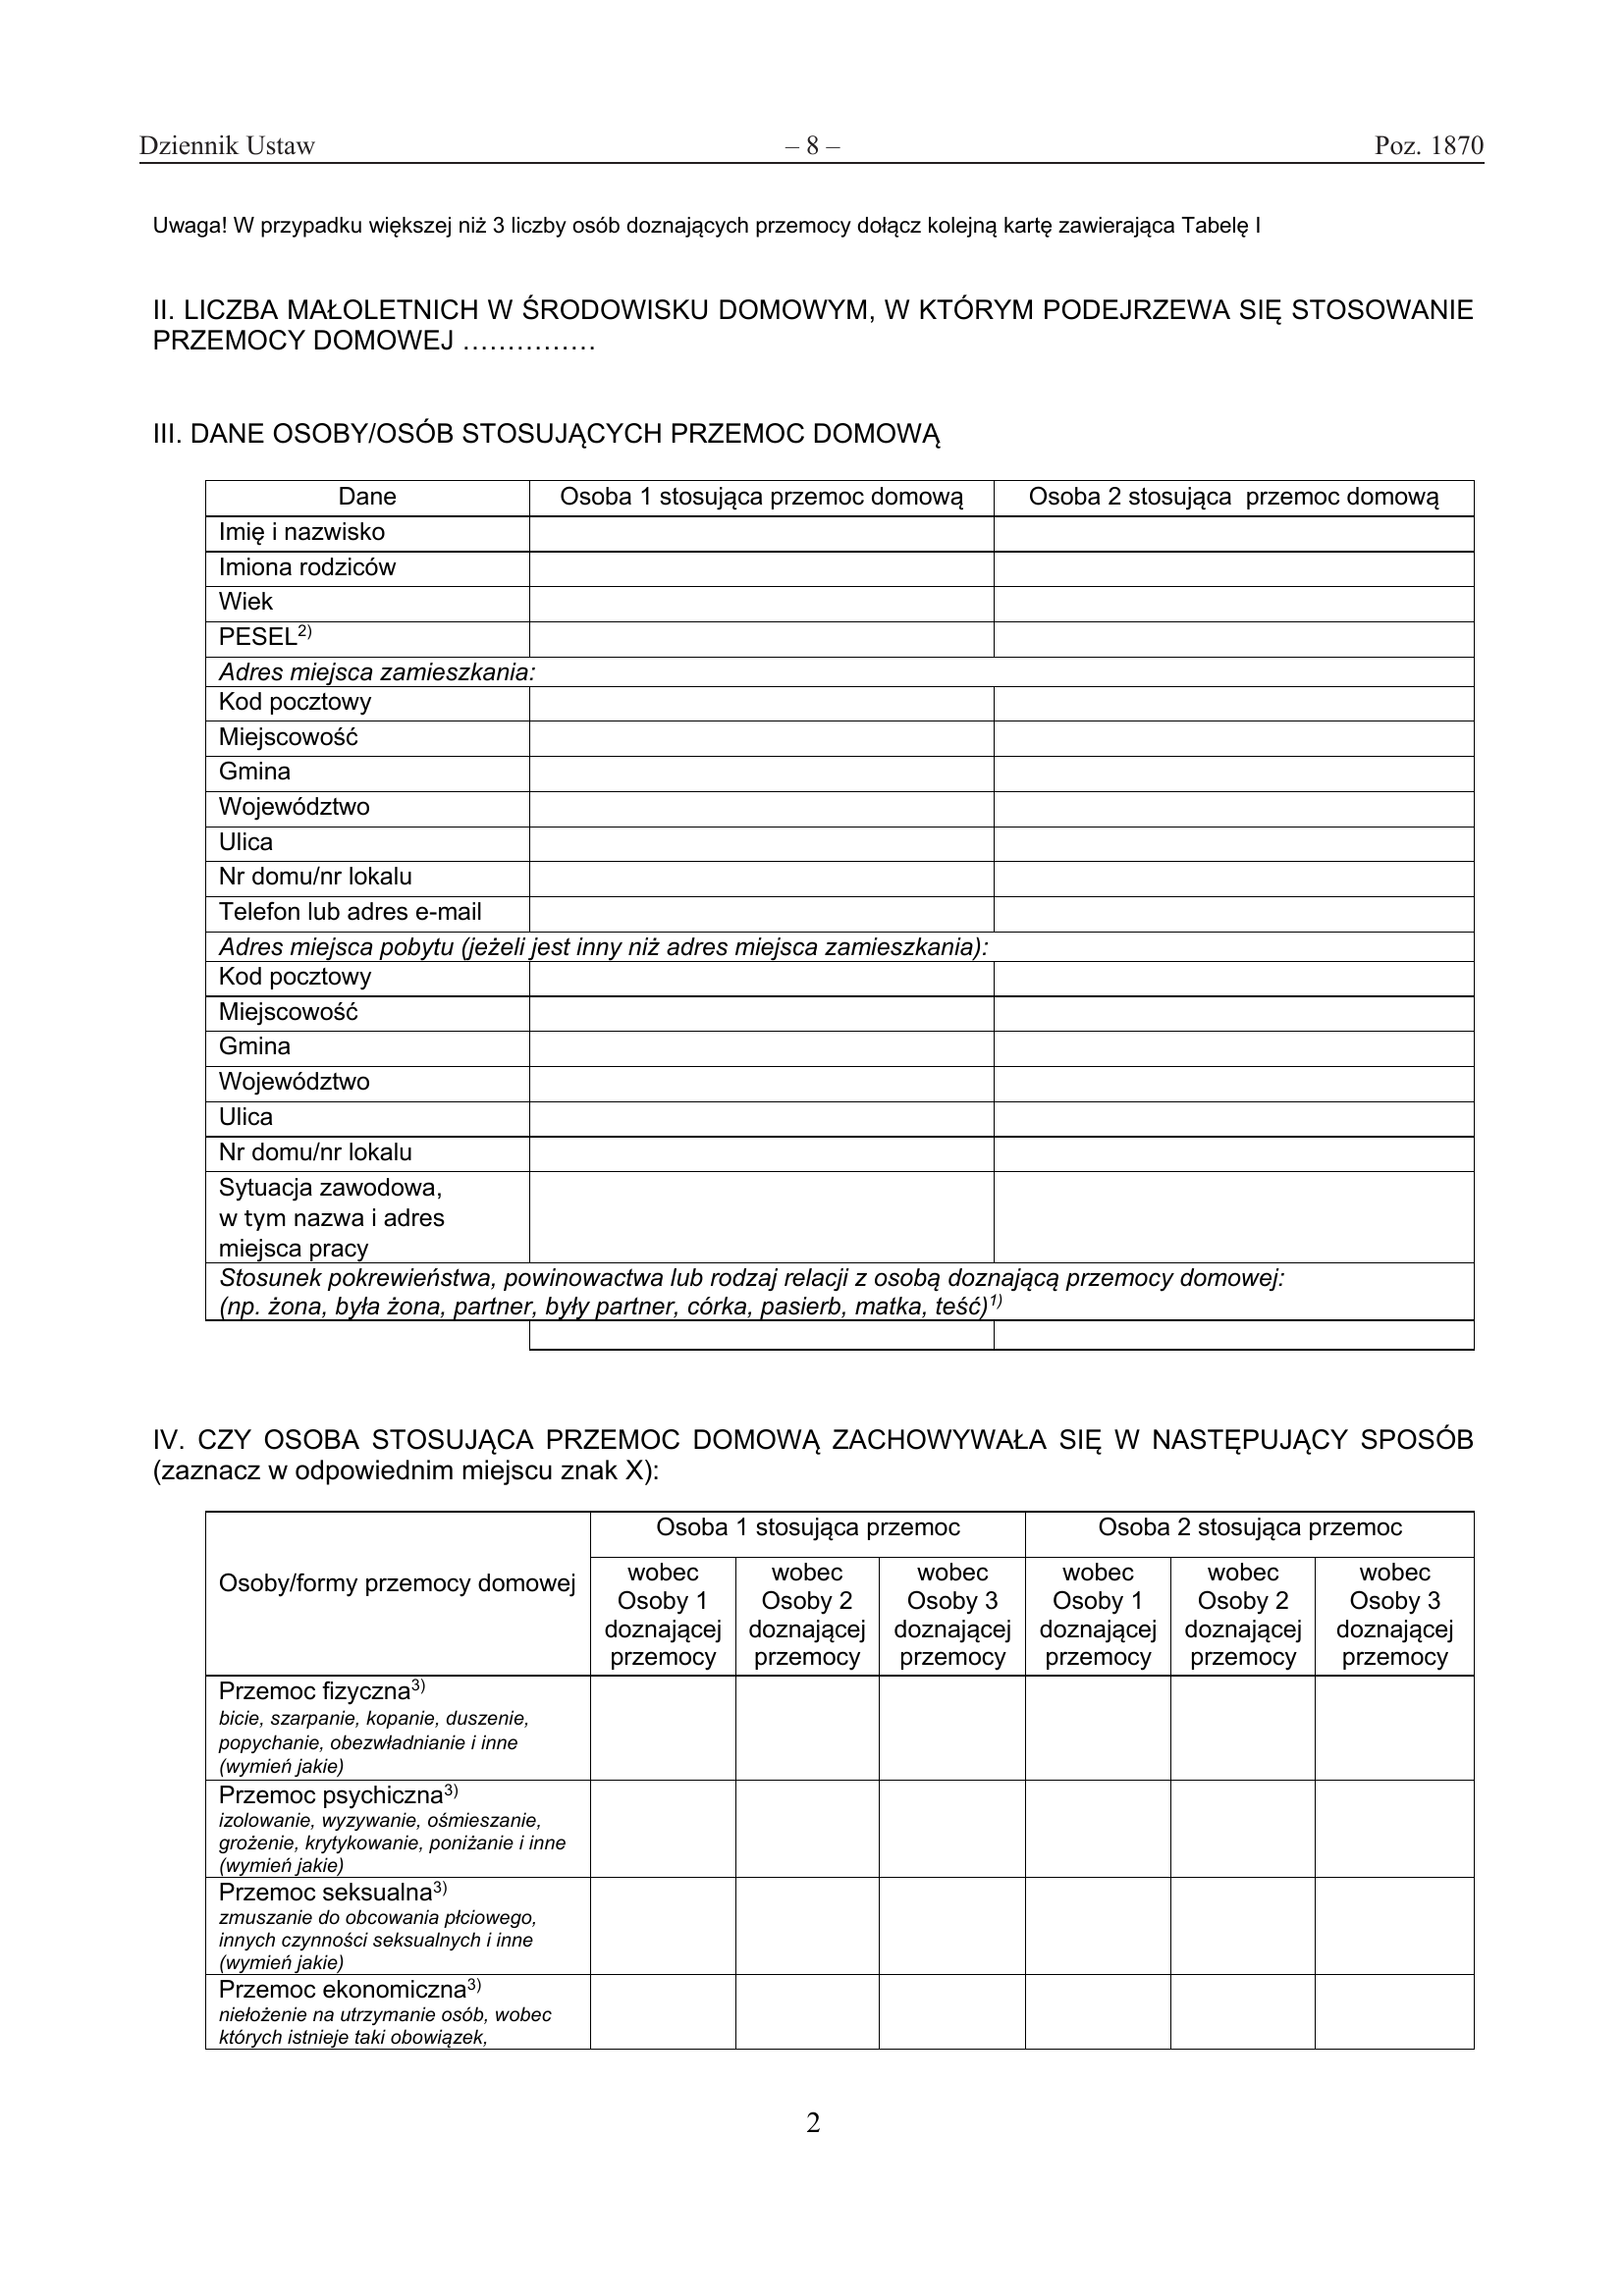 Dziennik Ustaw – 8 – Poz. 1870
Uwaga! W przypadku większej niż 3 liczby osób doznających przemocy dołącz kolejną kartę zawierająca Tabelę I
II. LICZBA MAŁOLETNICH W ŚRODOWISKU DOMOWYM, W KTÓRYM PODEJRZEWA SIĘ STOSOWANIE
PRZEMOCY DOMOWEJ ……………
III. DANE OSOBY/OSÓB STOSUJĄCYCH PRZEMOC DOMOWĄ
Dane Osoba 1 stosująca przemoc domową Osoba 2 stosująca przemoc domową
Imię i nazwisko
Imiona rodziców
Wiek
PESEL2)
Adres miejsca zamieszkania:
Kod pocztowy
Miejscowość
Gmina
Województwo
Ulica
Nr domu/nr lokalu
Telefon lub adres e-mail
Adres miejsca pobytu (jeżeli jest inny niż adres miejsca zamieszkania):
Kod pocztowy
Miejscowość
Gmina
Województwo
Ulica
Nr domu/nr lokalu
Sytuacja zawodowa,
w tym nazwa i adres
miejsca pracy
Stosunek pokrewieństwa, powinowactwa lub rodzaj relacji z osobą doznającą przemocy domowej:
(np. żona, była żona, partner, były partner, córka, pasierb, matka, teść)1)
IV. CZY OSOBA STOSUJĄCA PRZEMOC DOMOWĄ ZACHOWYWAŁA SIĘ W NASTĘPUJĄCY SPOSÓB
(zaznacz w odpowiednim miejscu znak X):
Osoby/formy przemocy domowej
Osoba 1 stosująca przemoc Osoba 2 stosująca przemoc
wobec wobec wobec wobec wobec wobec
Osoby 1 Osoby 2 Osoby 3 Osoby 1 Osoby 2 Osoby 3
doznającej doznającej doznającej doznającej doznającej doznającej
przemocy przemocy przemocy przemocy przemocy przemocy
Przemoc fizyczna3)
bicie, szarpanie, kopanie, duszenie,
popychanie, obezwładnianie i inne
(wymień jakie)
Przemoc psychiczna3)
izolowanie, wyzywanie, ośmieszanie,
grożenie, krytykowanie, poniżanie i inne
(wymień jakie)
Przemoc seksualna3)
zmuszanie do obcowania płciowego,
innych czynności seksualnych i inne
(wymień jakie)
Przemoc ekonomiczna3)
niełożenie na utrzymanie osób, wobec
których istnieje taki obowiązek,
2